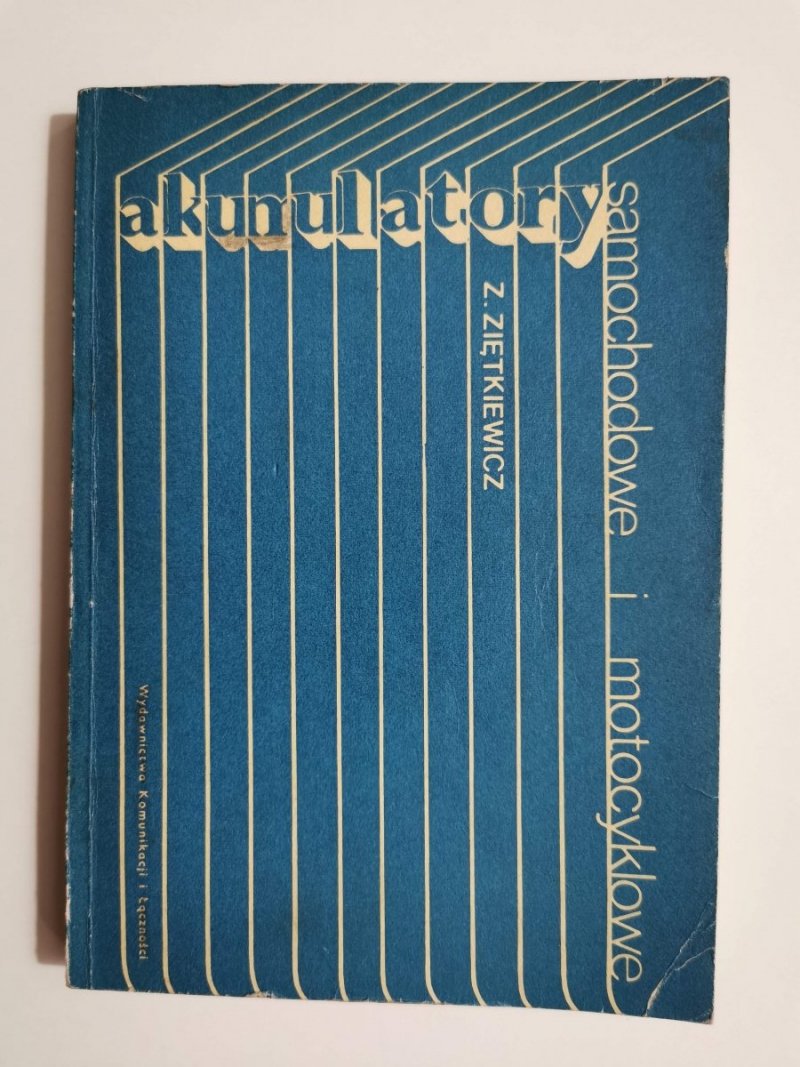 akumulatory
samochodowe i motocyklowe
Z. ZIĘTKIEWICZ
Wydawnictwa Komunikacji i Łączności